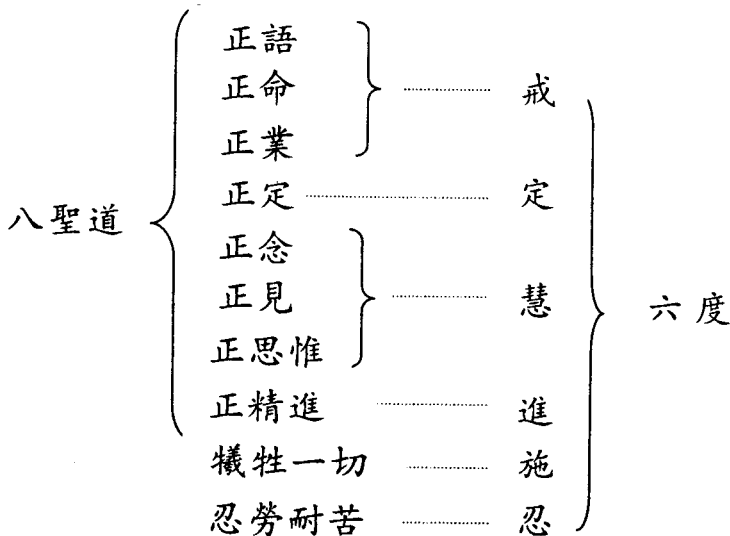 正語
正命 戒
正業
正定 定
八聖道 正念
正見 慧 六度
正思惟
正精進 進
犧牲一切 施
忍勞耐苦 忍